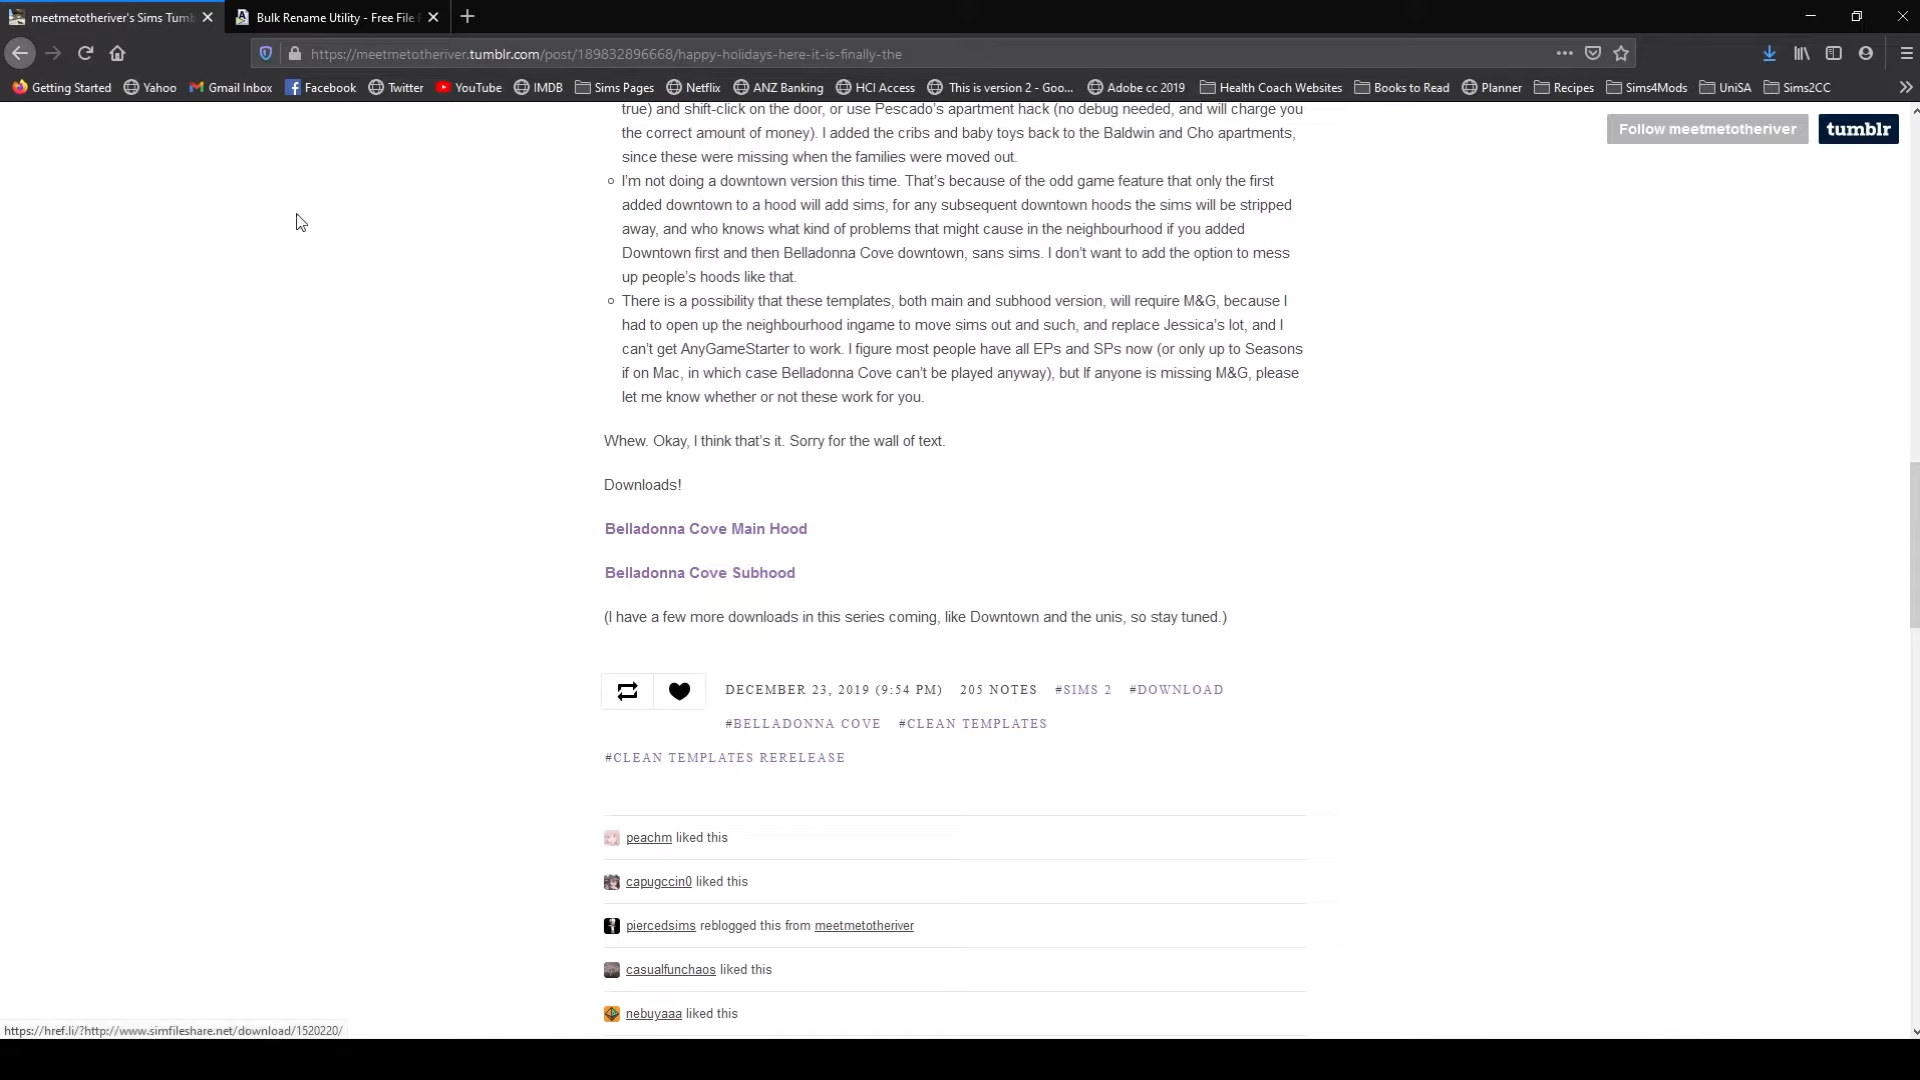 meetmetotheriver's Sims Tumb
Bulk Rename Utility - Free File
https://meetmetotheriver.tumblr.com/post/189832896668/happy-holidays-here-it-is-finally-the
Getting Started Yahoo Gmail Inbox Facebook Twitter YouTube IMDB Sims Pages Netflix ANZ Banking HCI Access This is version 2 - Goo... Adobe cc 2019 Health Coach Websites Books to Read Planner Recipes Sims4Mods UniSA Sims2CC
Follow meetmetotheriver tumblr
true) and shift-click on the door, or use Pescado's apartment hack (no debug needed, and will charge you
the correct amount of money). I added the cribs and baby toys back to the Baldwin and Cho apartments,
since these were missing when the families were moved out.
I'm not doing a downtown version this time. That's because of the odd game feature that only the first
added downtown to a hood will add sims, for any subsequent downtown hoods the sims will be stripped
away, and who knows what kind of problems that might cause in the neighbourhood if you added
Downtown first and then Belladonna Cove downtown, sans sims. I don't want to add the option to mess
up people's hoods like that.
There is a possibility that these templates, both main and subhood version, will require M&G, because I
had to open up the neighbourhood ingame to move sims out and such, and replace Jessica's lot, and I
can't get AnyGameStarter to work. I figure most people have all EPs and SPs now (or only up to Seasons
if on Mac, in which case Belladonna Cove can't be played anyway), but If anyone is missing M&G, please
let me know whether or not these work for you.
Whew. Okay, I think that's it. Sorry for the wall of text.
Downloads!
Belladonna Cove Main Hood
Belladonna Cove Subhood
(I have a few more downloads in this series coming, like Downtown and the unis, so stay tuned.)
DECEMBER 23, 2019 (9:54 PM) 205 NOTES #SIMS 2 #DOWNLOAD
#BELLADONNA COVE #CLEAN TEMPLATES
#CLEAN TEMPLATES RERELEASE
peachm liked this
capugccin0 liked this
piercedsims reblogged this from meetmetotheriver
casualfunchaos liked this
nebuyaaa liked this
https://href.li/?http://www.simfileshare.net/download/1520220/